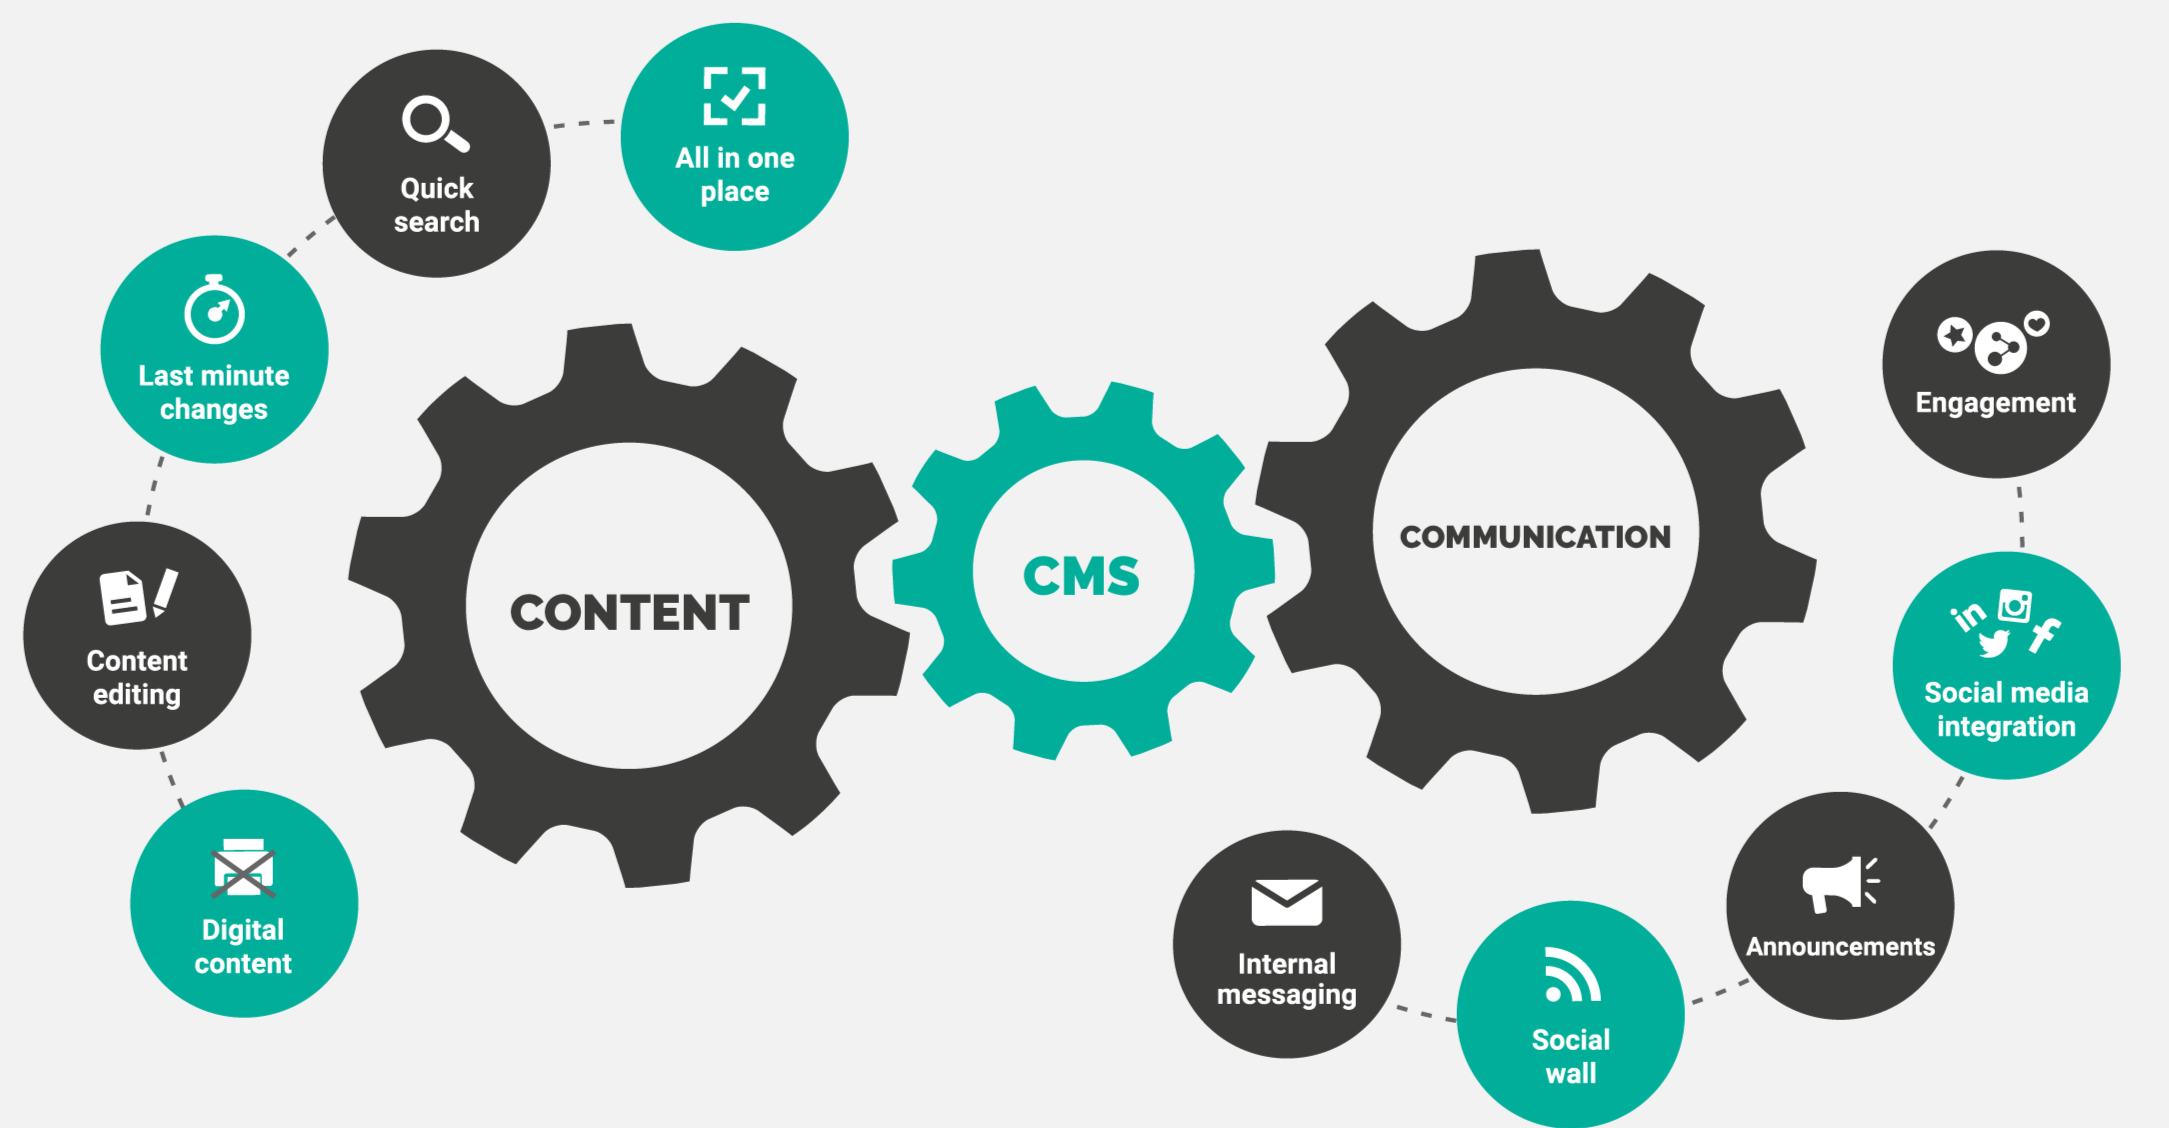 All in one
place
Quick
search
Last minute
changes
Content
editing
Digital
content
CONTENT
CMS
COMMUNICATION
Engagement
Social media
integration
Announcements
Social
wall
Internal
messaging